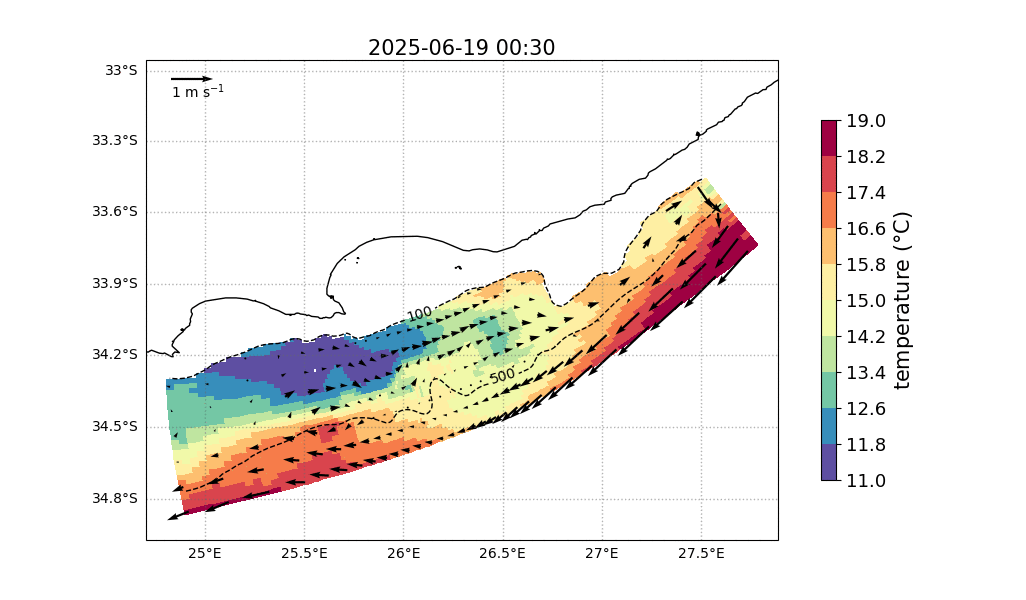 2025-06-19 00:30
1 m s⁻¹
33°S
33.3°S
33.6°S
33.9°S
34.2°S
34.5°S
34.8°S
100
500
25°E 25.5°E 26°E 26.5°E 27°E 27.5°E
19.0
18.2
17.4
16.6
15.8
15.0
14.2
13.4
12.6
11.8
11.0
temperature (°C)